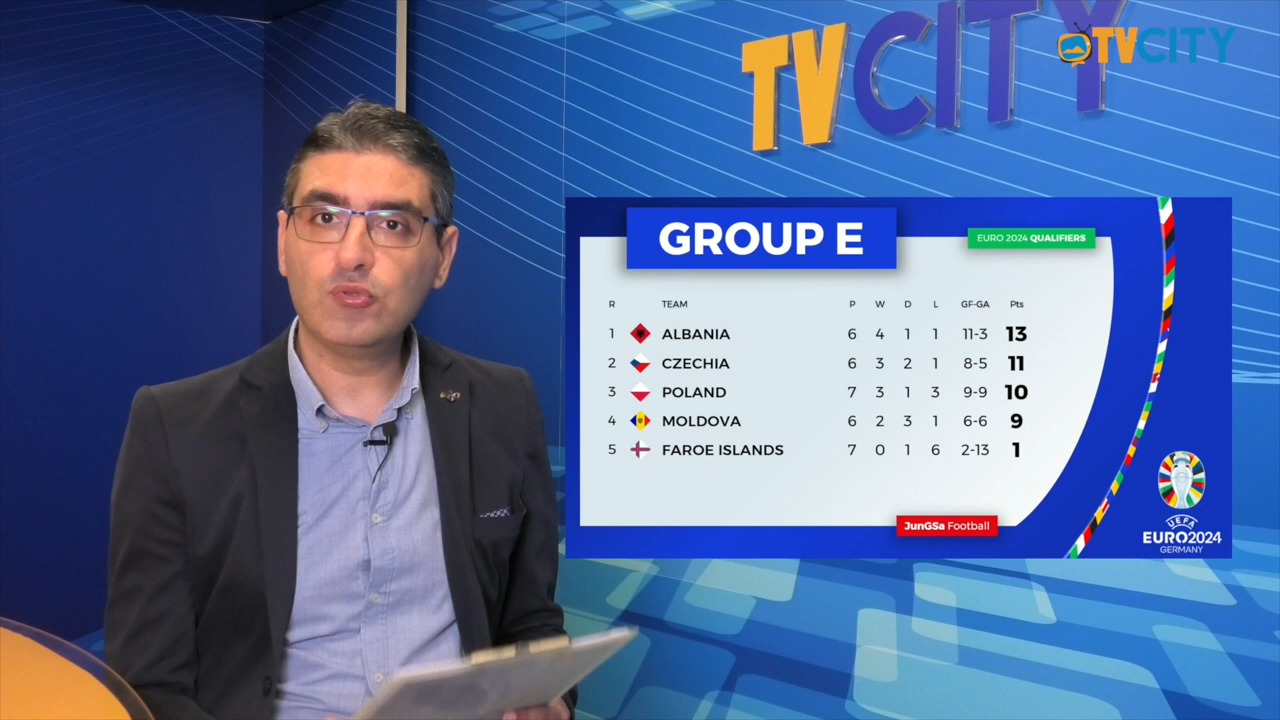 TVCITY
TVCITY
GROUP E
EURO 2024 QUALIFIERS
R TEAM P W D L GF-GA Pts
1 ALBANIA 6 4 1 1 11-3 13
2 CZECHIA 6 3 2 1 8-5 11
3 POLAND 7 3 1 3 9-9 10
4 MOLDOVA 6 2 3 1 6-6 9
5 FAROE ISLANDS 7 0 1 6 2-13 1
JunGSa Football
UEFA
EURO2024
GERMANY